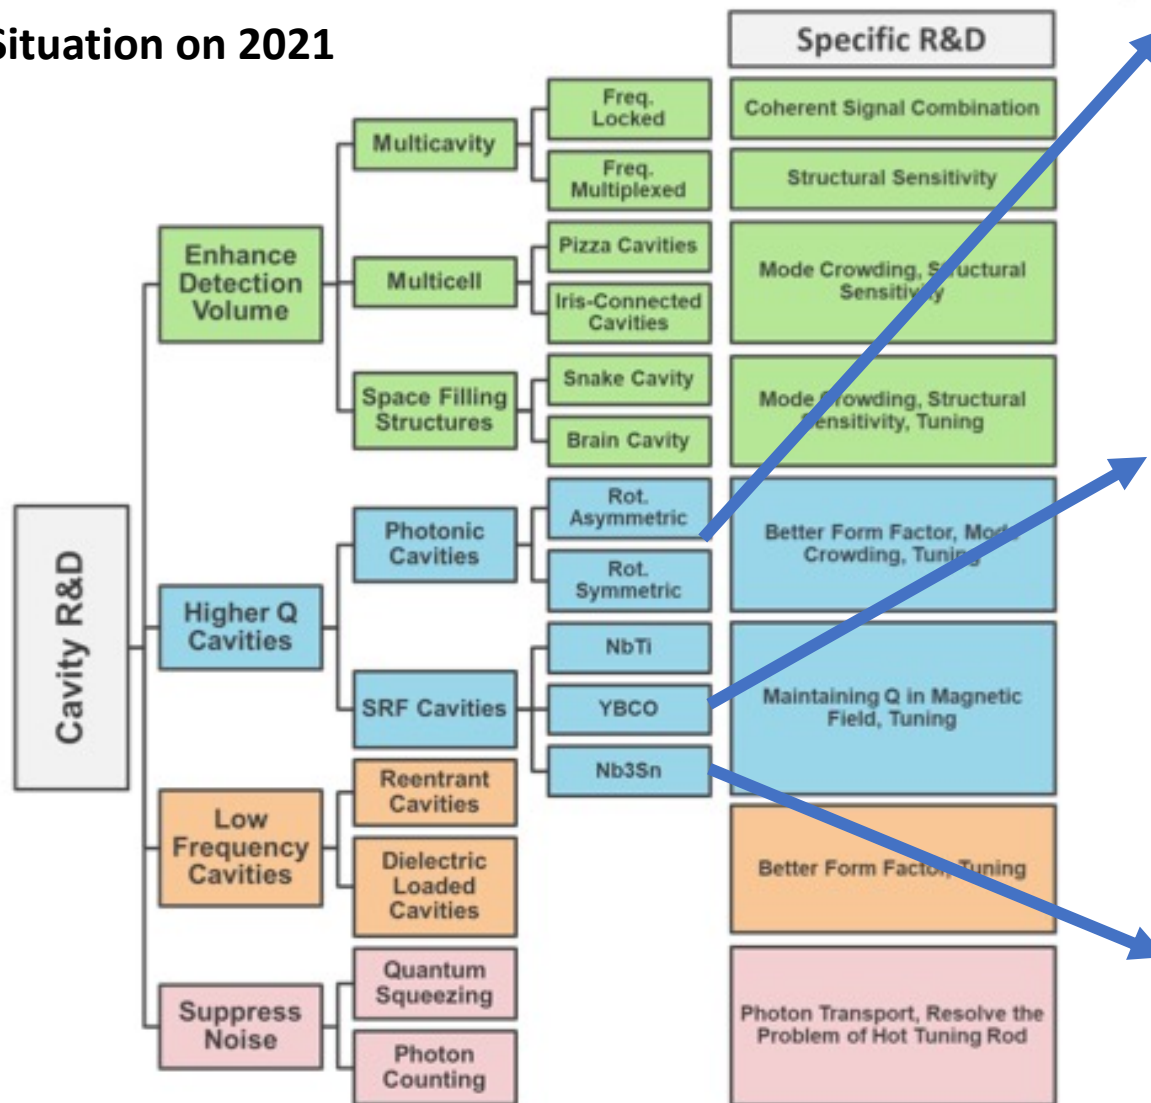 Situation on 2021
Specific R&D
Cavity R&D
Enhance
Detection
Volume
Multicavity
Freq.
Locked
Coherent Signal Combination
Freq.
Multiplexed
Structural Sensitivity
Multicell
Pizza Cavities
Iris-Connected
Cavities
Mode Crowding, Structural
Sensitivity
Space Filling
Structures
Snake Cavity
Brain Cavity
Mode Crowding, Structural
Sensitivity, Tuning
Higher Q
Cavities
Photonic
Cavities
Rot.
Asymmetric
Rot.
Symmetric
Better Form Factor, Mode
Crowding, Tuning
SRF Cavities
NbTi
YBCO
Nb3Sn
Maintaining Q in Magnetic
Field, Tuning
Low
Frequency
Cavities
Reentrant
Cavities
Dielectric
Loaded
Cavities
Better Form Factor, Tuning
Suppress
Noise
Quantum
Squeezing
Photon
Counting
Photon Transport, Resolve the
Problem of Hot Tuning Rod